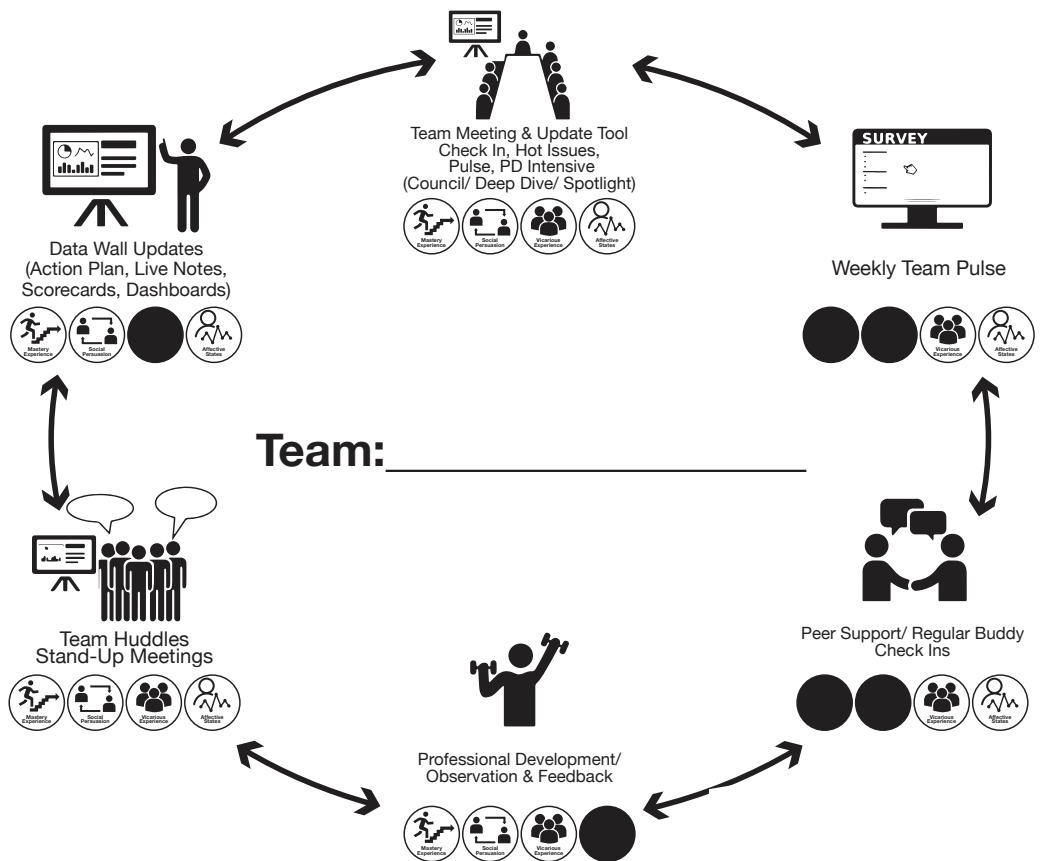 Team Meeting & Update Tool
Check In, Hot Issues,
Pulse, PD Intensive
(Council/ Deep Dive/ Spotlight)
Mastery
Experience
Social
Persuasion
Vicarious
Experience
Affective
States
SURVEY
Weekly Team Pulse
Vicarious
Experience
Affective
States
Data Wall Updates
(Action Plan, Live Notes,
Scorecards, Dashboards)
Mastery
Experience
Social
Persuasion
Affective
States
Team:____________________
Team Huddles
Stand-Up Meetings
Mastery
Experience
Social
Persuasion
Vicarious
Experience
Affective
States
Peer Support/ Regular Buddy
Check Ins
Vicarious
Experience
Affective
States
Professional Development/
Observation & Feedback
Mastery
Experience
Social
Persuasion
Vicarious
Experience